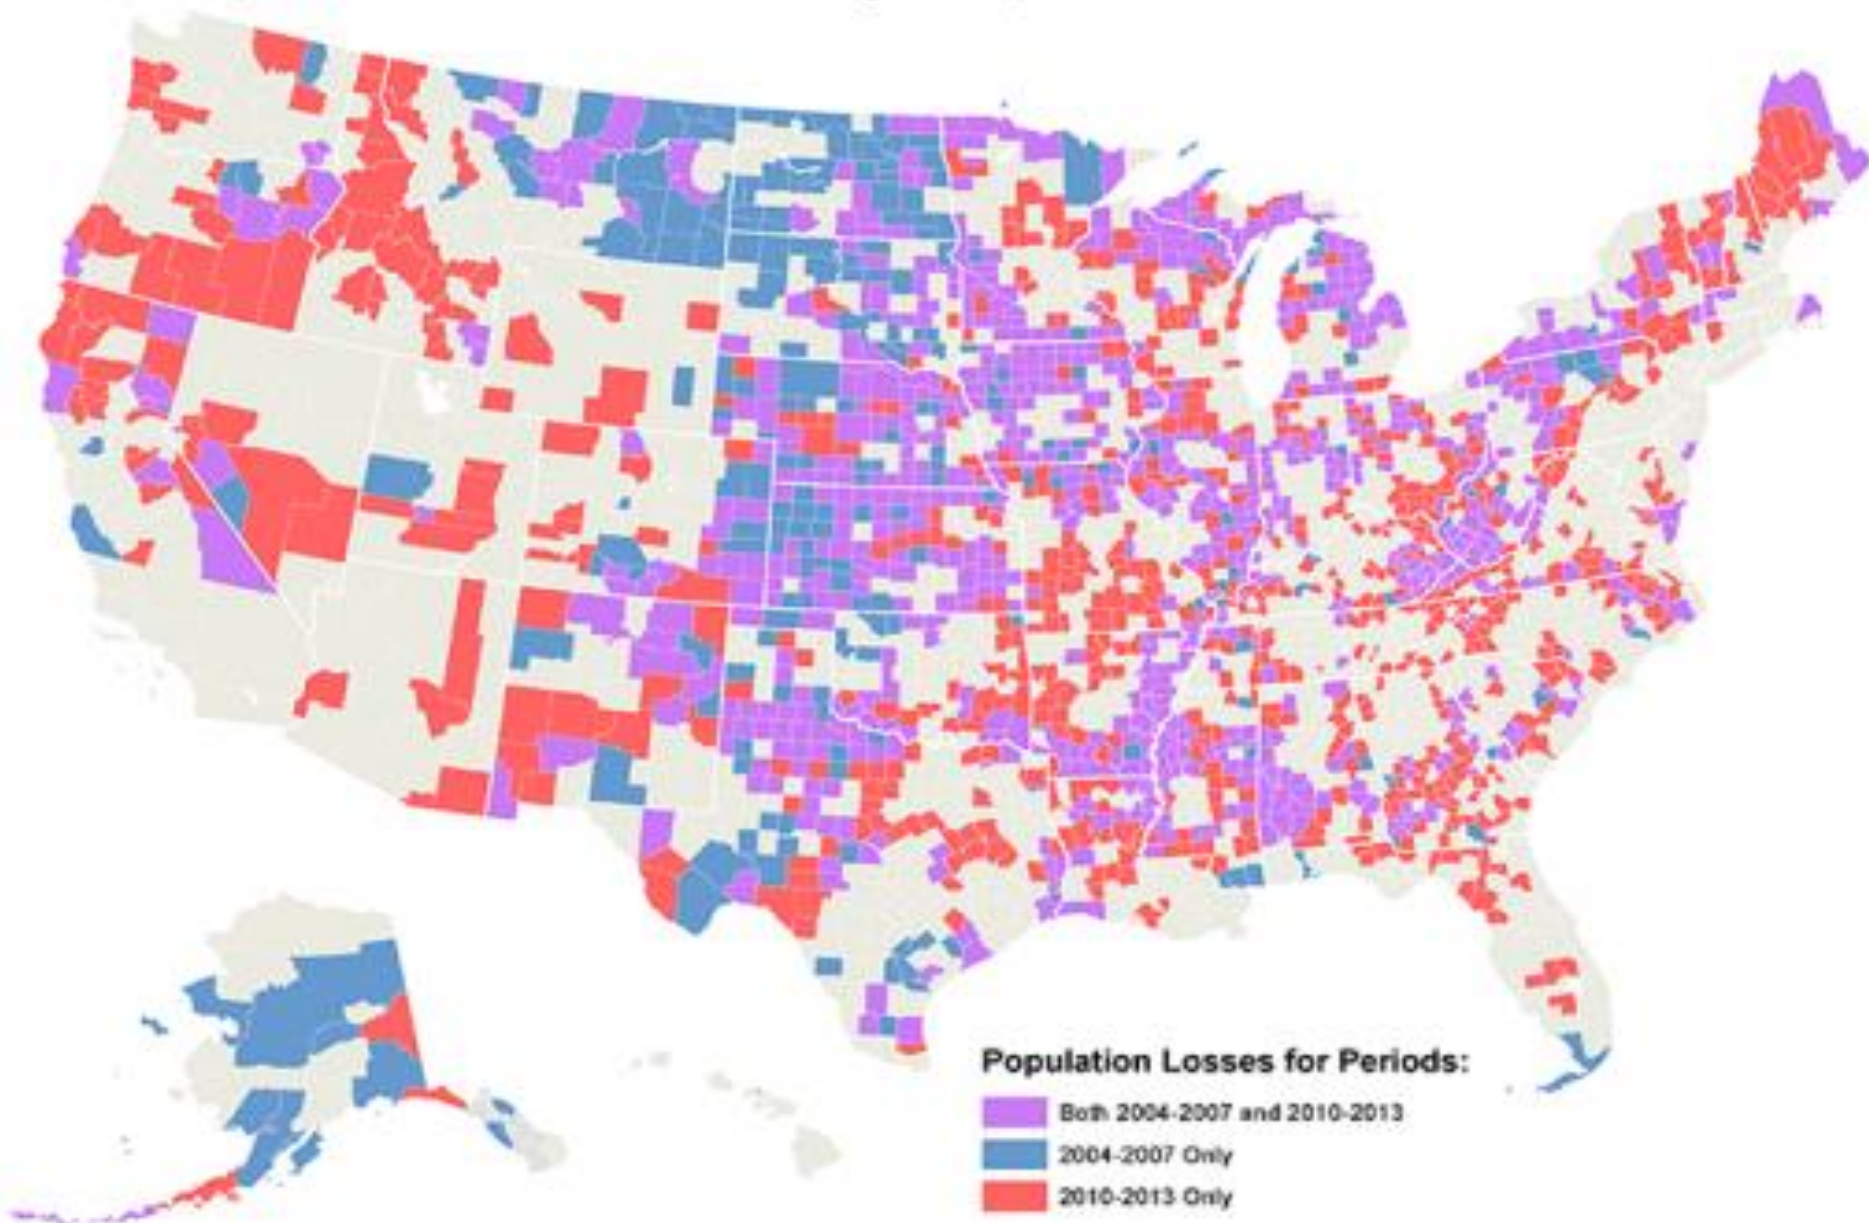 Population Losses for Periods:
Both 2004-2007 and 2010-2013
2004-2007 Only
2010-2013 Only